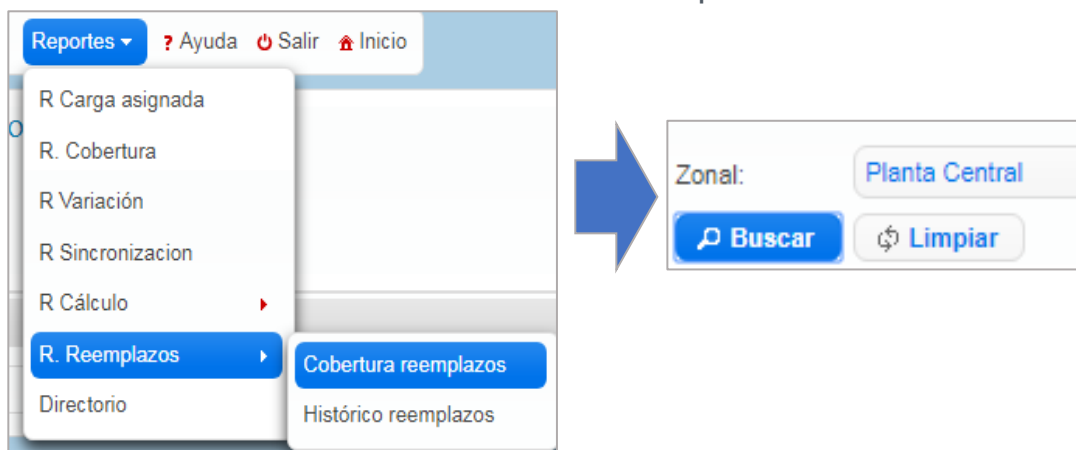 Reportes ? Ayuda Salir Inicio
R Carga asignada
R. Cobertura
R Variación
R Sincronizacion
R Cálculo
R. Reemplazos
Directorio
Cobertura reemplazos
Histórico reemplazos
Zonal: Planta Central
Buscar Limpiar